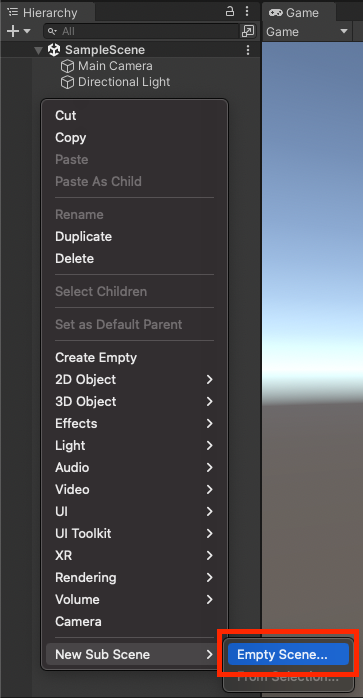 Hierarchy
Game
All
Game
SampleScene
Main Camera
Directional Light
Cut
Copy
Paste
Paste As Child
Rename
Duplicate
Delete
Select Children
Set as Default Parent
Create Empty
2D Object
3D Object
Effects
Light
Audio
Video
UI
UI Toolkit
XR
Rendering
Volume
Camera
New Sub Scene
Empty Scene...
From Selection...